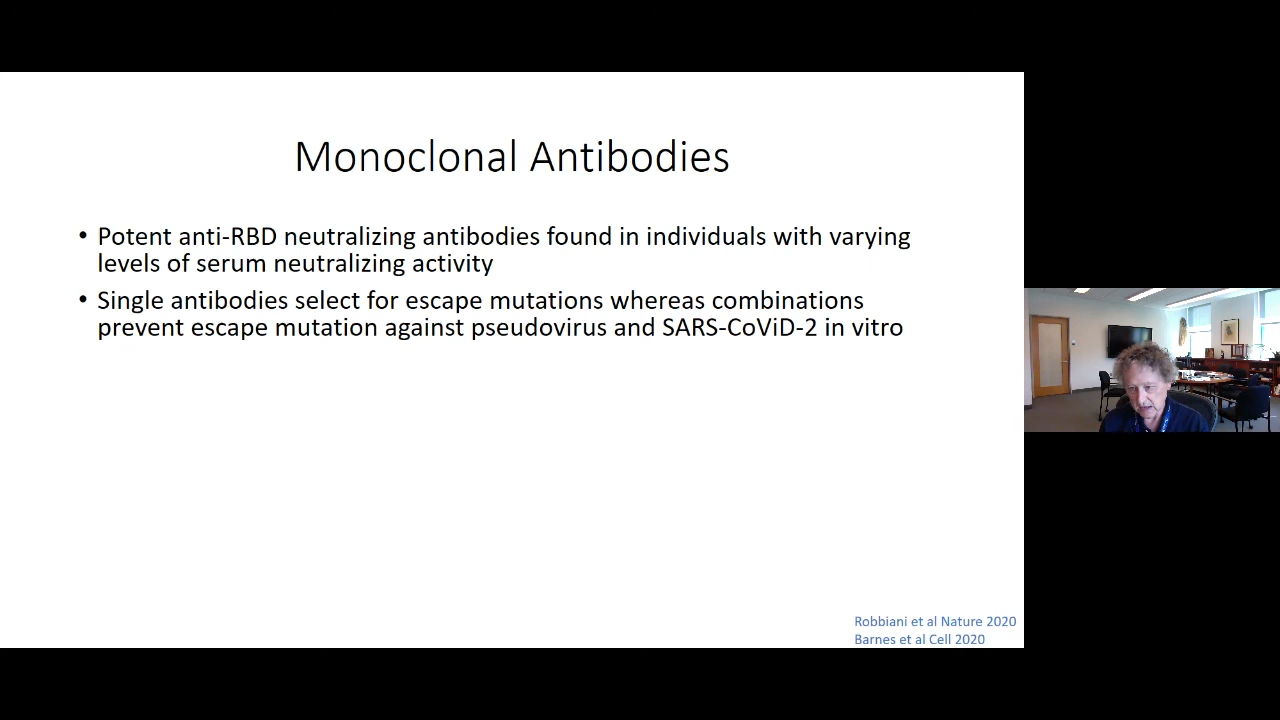 Monoclonal Antibodies
• Potent anti-RBD neutralizing antibodies found in individuals with varying
levels of serum neutralizing activity
• Single antibodies select for escape mutations whereas combinations
prevent escape mutation against pseudovirus and SARS-CoViD-2 in vitro
Robbiani et al Nature 2020
Barnes et al Cell 2020